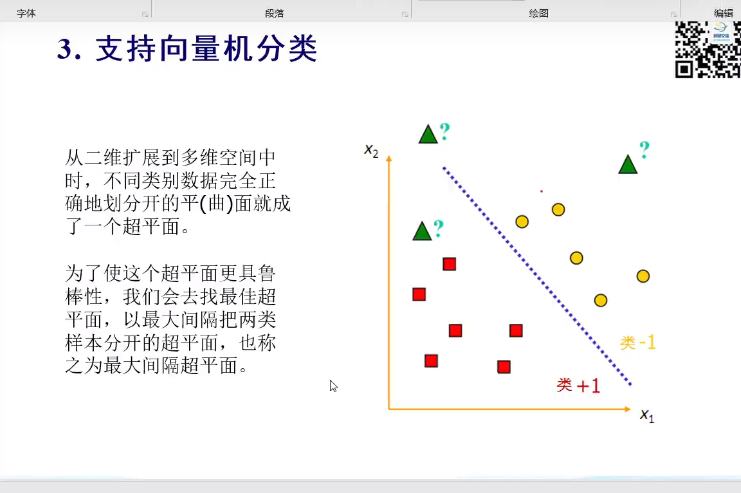 字体
段落
绘图
编辑
3. 支持向量机分类
从二维扩展到多维空间中
时，不同类别数据完全正
确地划分开的平(曲)面就成
了一个超平面。
为了使这个超平面更具鲁
棒性，我们会去找最佳超
平面，以最大间隔把两类
样本分开的超平面，也称
之为最大间隔超平面。
x2
?
?
?
类-1
类+1
x1